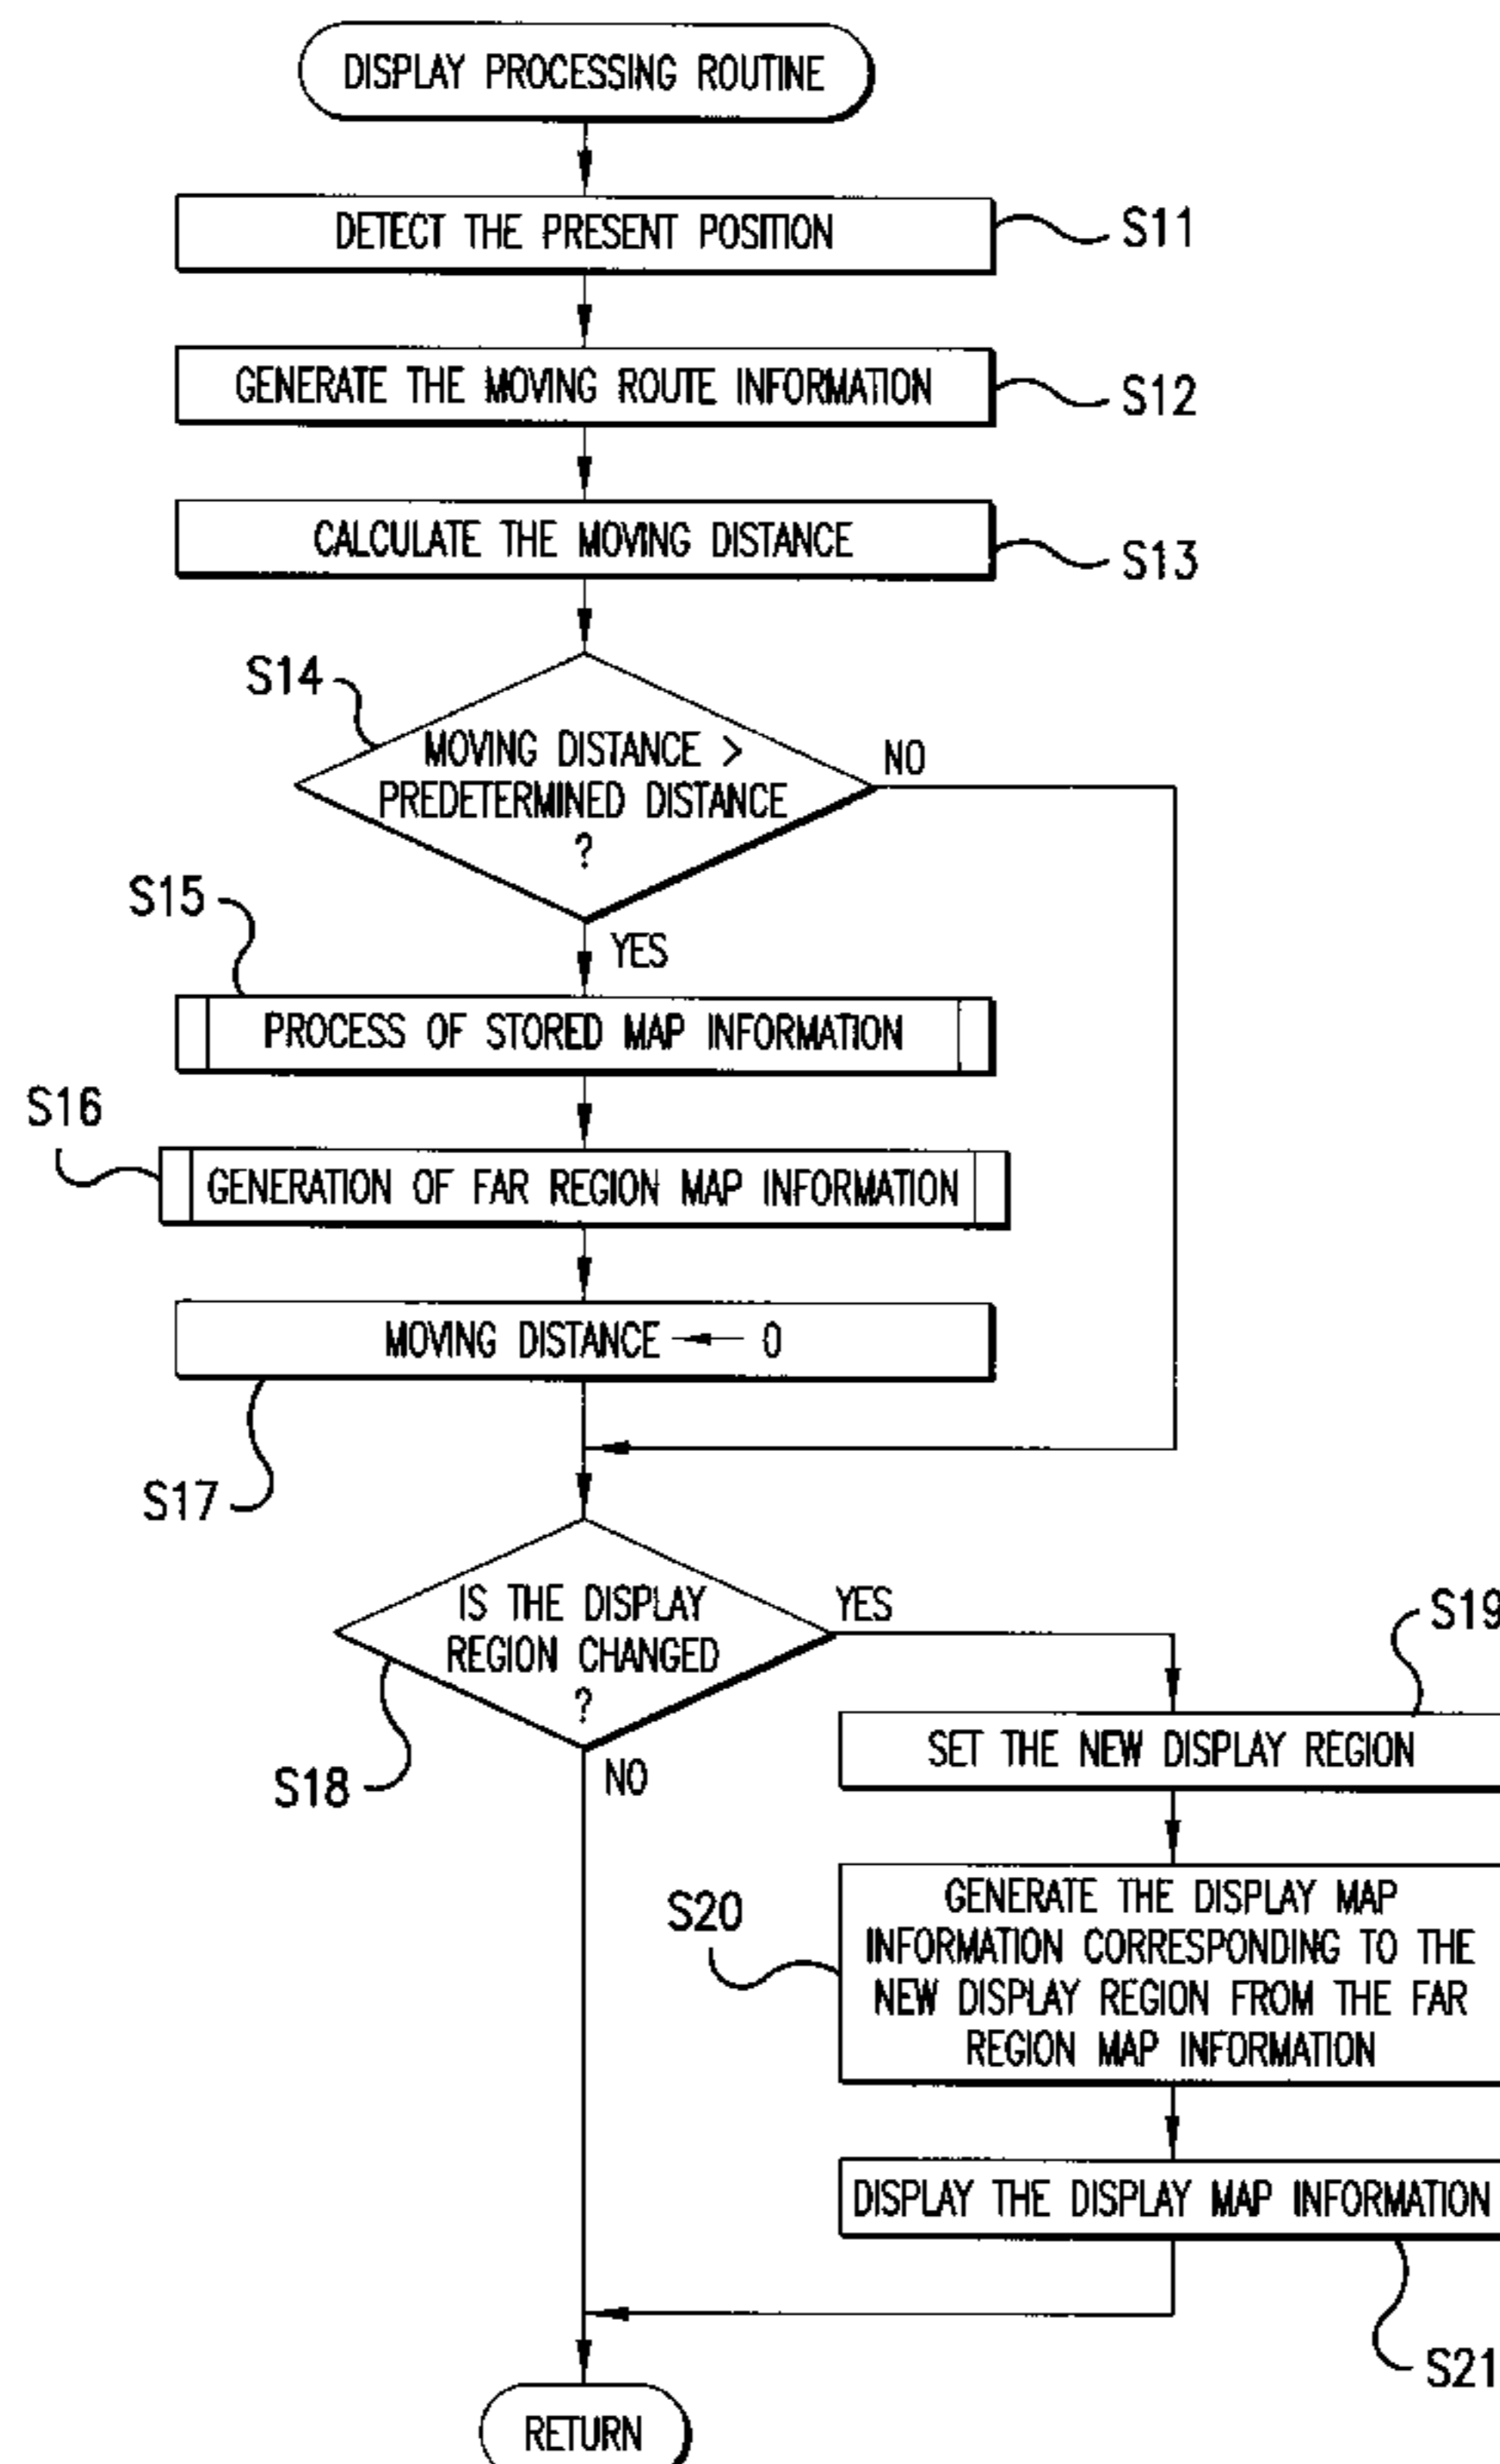 DISPLAY PROCESSING ROUTINE
DETECT THE PRESENT POSITION
S11
GENERATE THE MOVING ROUTE INFORMATION
S12
CALCULATE THE MOVING DISTANCE
S13
S14
MOVING DISTANCE >
PREDETERMINED DISTANCE
?
NO
YES
S15
PROCESS OF STORED MAP INFORMATION
S16
GENERATION OF FAR REGION MAP INFORMATION
MOVING DISTANCE ← 0
S17
IS THE DISPLAY
REGION CHANGED
?
YES
NO
S18
S19
SET THE NEW DISPLAY REGION
S20
GENERATE THE DISPLAY MAP
INFORMATION CORRESPONDING TO THE
NEW DISPLAY REGION FROM THE FAR
REGION MAP INFORMATION
DISPLAY THE DISPLAY MAP INFORMATION
S21
RETURN